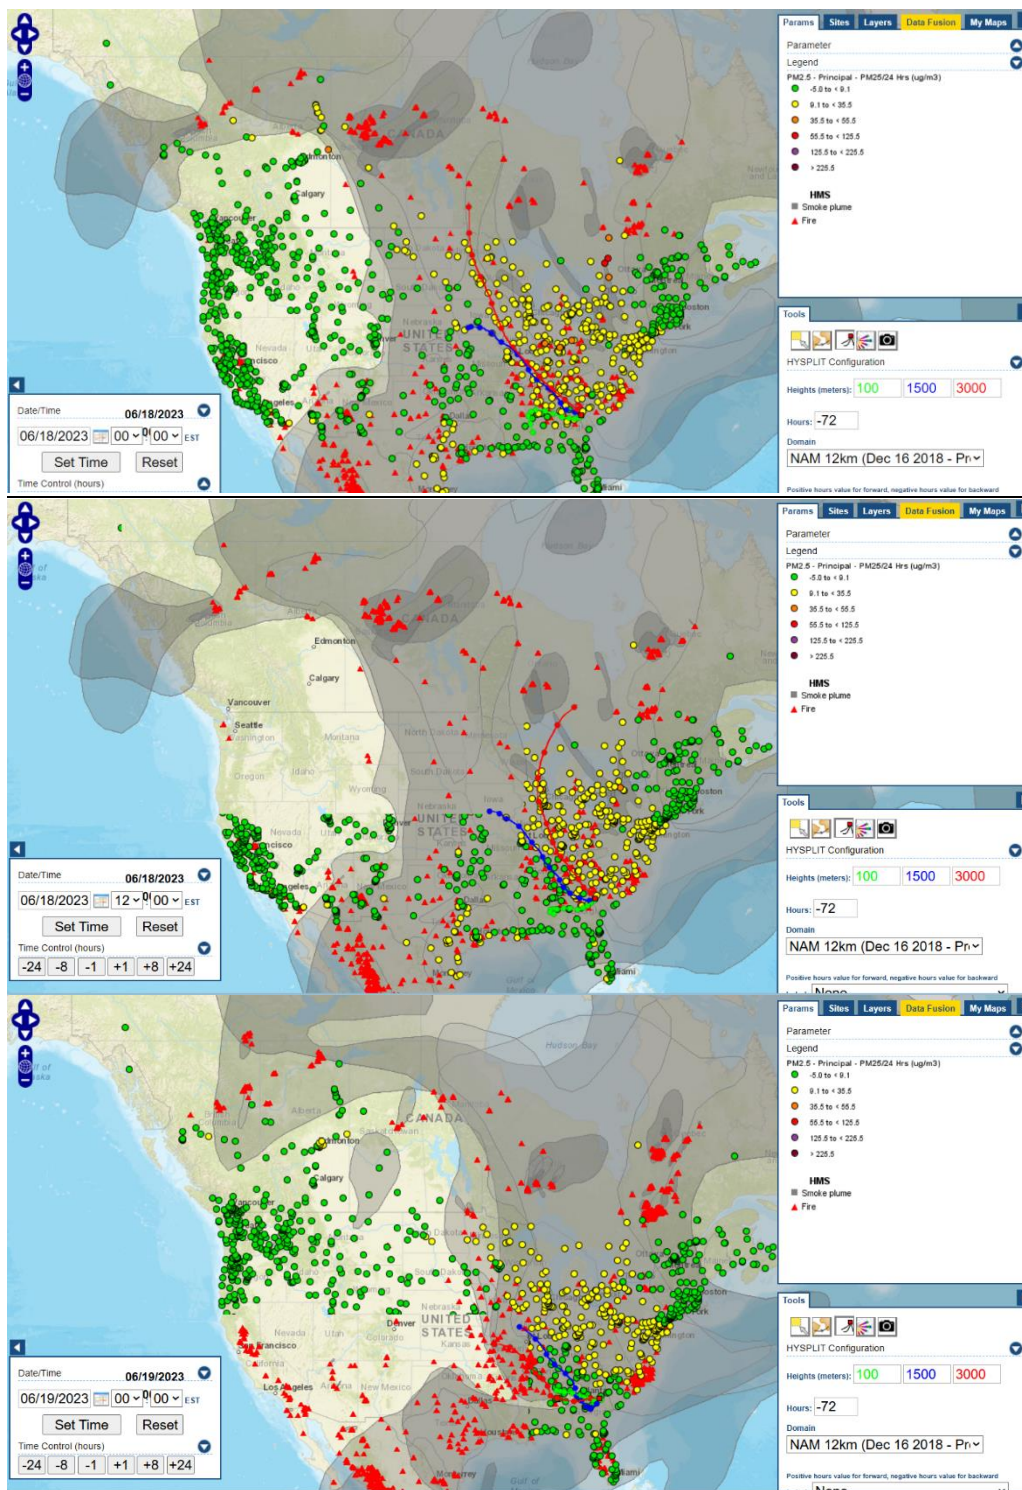 Params Sites Layers Data Fusion My Maps
Parameter
Legend
PM2.5 - Principal - PM25/24 Hrs (ug/m3)
-5.0 to < 9.1
9.1 to < 35.5
35.5 to < 55.5
55.5 to < 125.5
125.5 to < 225.5
> 225.5
HMS
Smoke plume
Fire
Hudson Bay
CANADA
Edmonton
Calgary
Vancouver
Nevada
UNITED
STATES
Dallas
Miami
Tools
HYSPLIT Configuration
Heights (meters): 100 1500 3000
Hours: -72
Domain
NAM 12km (Dec 16 2018 - Pr
Positive hours value for forward, negative hours value for backward
Date/Time
06/18/2023
06/18/2023 00 : 00 EST
Set Time Reset
Time Control (hours)
Params Sites Layers Data Fusion My Maps
Parameter
Legend
PM2.5 - Principal - PM25/24 Hrs (ug/m3)
-5.0 to < 9.1
9.1 to < 35.5
35.5 to < 55.5
55.5 to < 125.5
125.5 to < 225.5
> 225.5
HMS
Smoke plume
Fire
CANADA
Edmonton
Calgary
Vancouver
Seattle
Washington
Montana
North Dakota
Oregon
Idaho
South Dakota
Wyoming
Nebraska
Iowa
Nevada
UNITED
STATES
Dallas
Miami
Gulf of
Tools
HYSPLIT Configuration
Heights (meters): 100 1500 3000
Hours: -72
Domain
NAM 12km (Dec 16 2018 - Pr
Positive hours value for forward, negative hours value for backward
None
Date/Time
06/18/2023
06/18/2023 12 : 00 EST
Set Time Reset
Time Control (hours)
-24 -8 -1 +1 +8 +24
Params Sites Layers Data Fusion My Maps
Parameter
Legend
PM2.5 - Principal - PM25/24 Hrs (ug/m3)
-5.0 to < 9.1
9.1 to < 35.5
35.5 to < 55.5
55.5 to < 125.5
125.5 to < 225.5
> 225.5
HMS
Smoke plume
Fire
Hudson Bay
Alberta
CANADA
Saskatchewan
Edmonton
Calgary
Nebraska
Denver
UNITED
STATES
Nevada
Utah
Colorado
Kansas
San Francisco
California
Los Angeles
Arizona
New Mexico
Dallas
Houston
Monterrey
Miami
Gulf of
Tools
HYSPLIT Configuration
Heights (meters): 100 1500 3000
Hours: -72
Domain
NAM 12km (Dec 16 2018 - Pr
Positive hours value for forward, negative hours value for backward
Date/Time
06/19/2023
06/19/2023 00 : 00 EST
Set Time Reset
Time Control (hours)
-24 -8 -1 +1 +8 +24